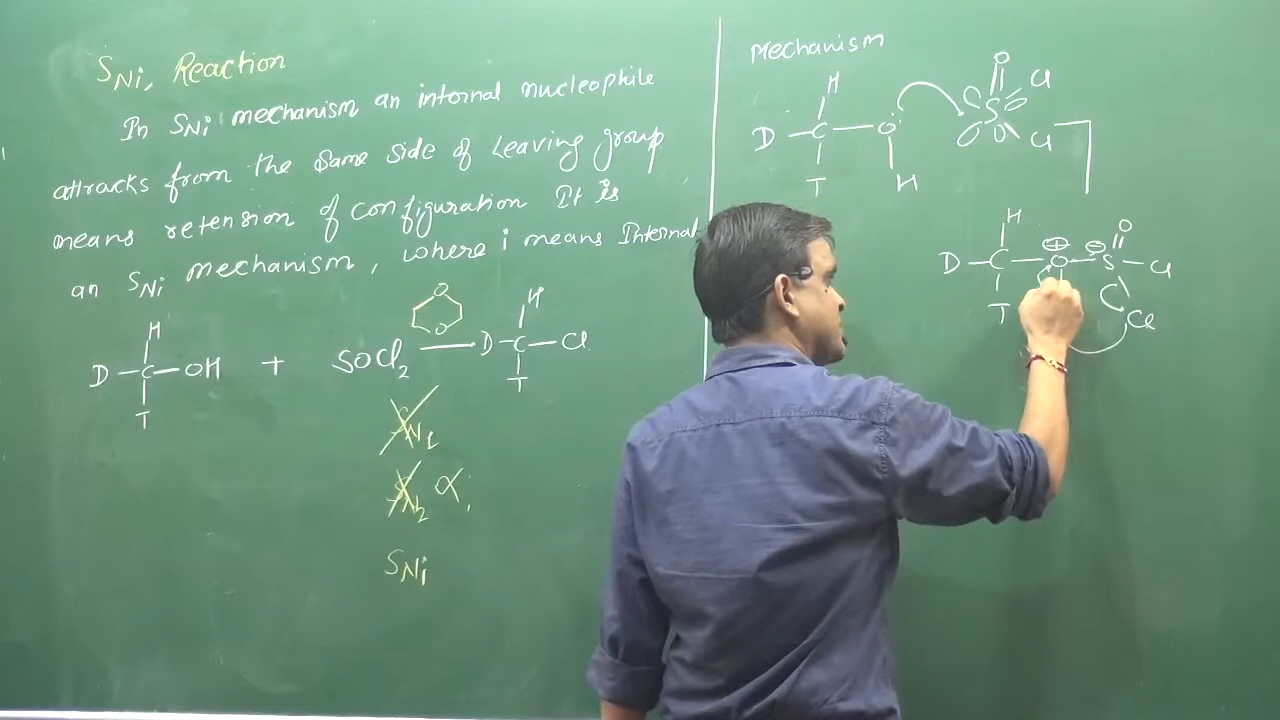 SNi, Reaction
In SNi mechanism an internal nucleophile
attracks from the same side of leaving group
means retension of configuration It is
an SNi mechanism, where i means Internal
H
D - C - OH + SOCl2
T
O
O
H
D - C - Cl
T
SN1
SN2 α,
SNi
Mechanism
H
D - C - O
T H
O
S Cl
Cl
H
D - C - O ⊕ ⊖ S - Cl
T
O
Cl